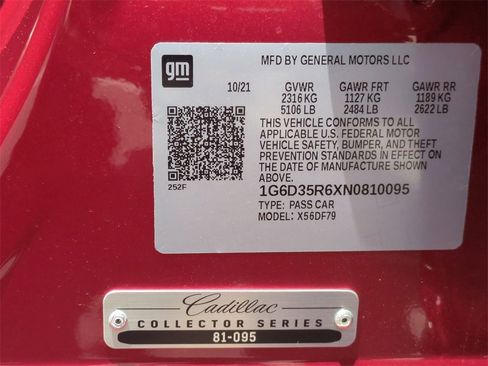 gm
MFD BY GENERAL MOTORS LLC
10/21 GVWR GAWR FRT GAWR RR
2316 KG 1127 KG 1189 KG
5106 LB 2484 LB 2622 LB
THIS VEHICLE CONFORMS TO ALL
APPLICABLE U.S. FEDERAL MOTOR
VEHICLE SAFETY, BUMPER, AND THEFT
PREVENTION STANDARDS IN EFFECT ON
THE DATE OF MANUFACTURE SHOWN
ABOVE.
252F
1G6D35R6XN0810095
TYPE: PASS CAR
MODEL: X56DF79
Cadillac
COLLECTOR SERIES
81-095